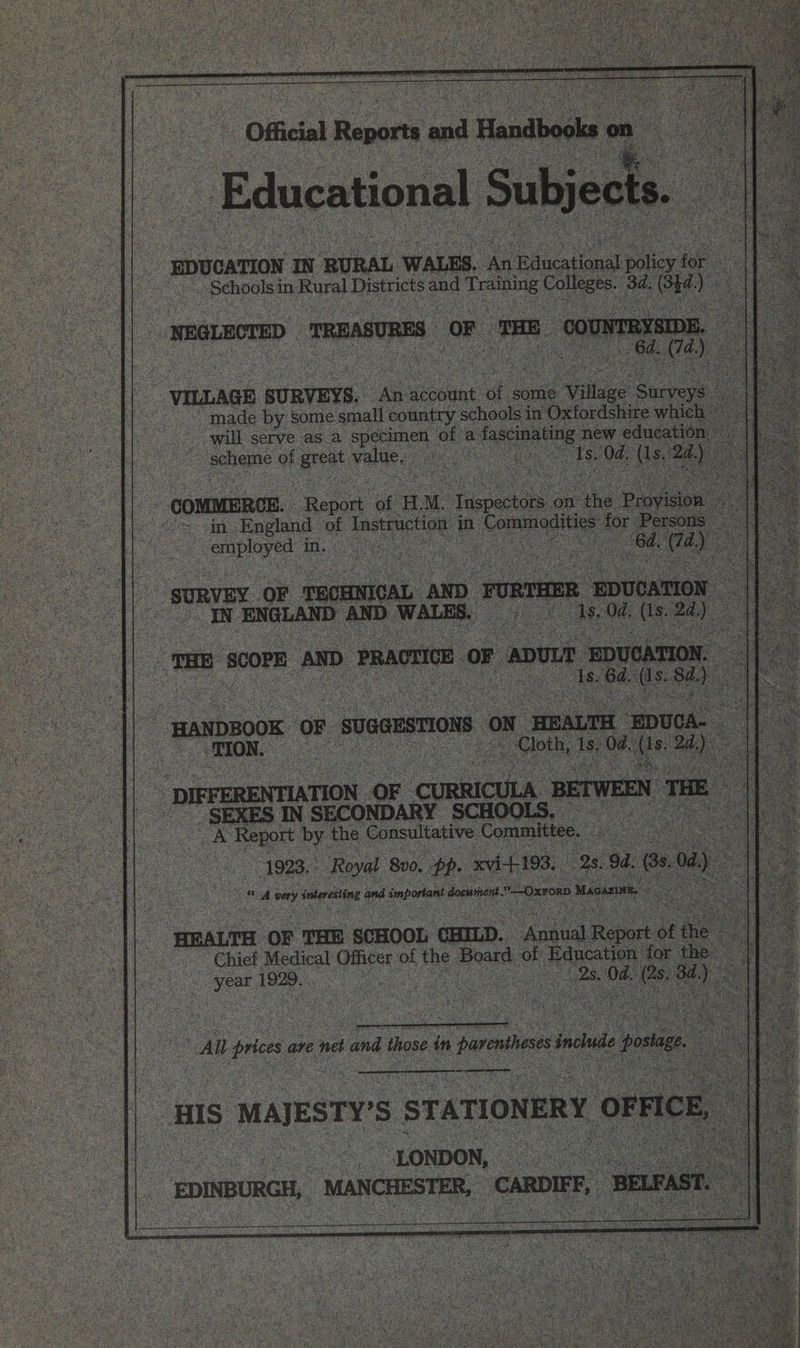 Official Reports and Handbooks on
Educational Subjects.
EDUCATION IN RURAL WALES. An Educational policy for
Schools in Rural Districts and Training Colleges. 3d. (3½d.)
NEGLECTED TREASURES OF THE COUNTRYSIDE.
6d. (7d.)
VILLAGE SURVEYS. An account of some Village Surveys
made by some small country schools in Oxfordshire which
will serve as a specimen of a fascinating new education
scheme of great value. 1s. 0d. (1s. 2d.)
COMMERCE. Report of H.M. Inspectors on the Provision
in England of Instruction in Commodities for Persons
employed in. 6d. (7d.)
SURVEY OF TECHNICAL AND FURTHER EDUCATION
IN ENGLAND AND WALES. 1s. 0d. (1s. 2d.)
THE SCOPE AND PRACTICE OF ADULT EDUCATION.
1s. 6d. (1s. 8d.)
HANDBOOK OF SUGGESTIONS ON HEALTH EDUCA-
TION. Cloth, 1s. 0d. (1s. 2d.)
DIFFERENTIATION OF CURRICULA BETWEEN THE
SEXES IN SECONDARY SCHOOLS.
A Report by the Consultative Committee.
1923. Royal 8vo, pp. xvi+193. 2s. 9d. (3s. 0d.)
"A very interesting and important document."—OXFORD MAGAZINE.
HEALTH OF THE SCHOOL CHILD. Annual Report of the
Chief Medical Officer of the Board of Education for the
year 1929. 2s. 0d. (2s. 3d.)
All prices are net and those in parentheses include postage.
HIS MAJESTY'S STATIONERY OFFICE,
LONDON,
EDINBURGH, MANCHESTER, CARDIFF, BELFAST.